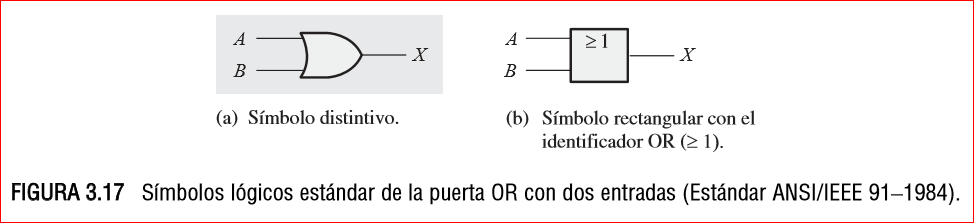 A
B
X
(a) Símbolo distintivo.
A
B
≥1
X
(b) Símbolo rectangular con el
identificador OR (≥ 1).
FIGURA 3.17 Símbolos lógicos estándar de la puerta OR con dos entradas (Estándar ANSI/IEEE 91–1984).